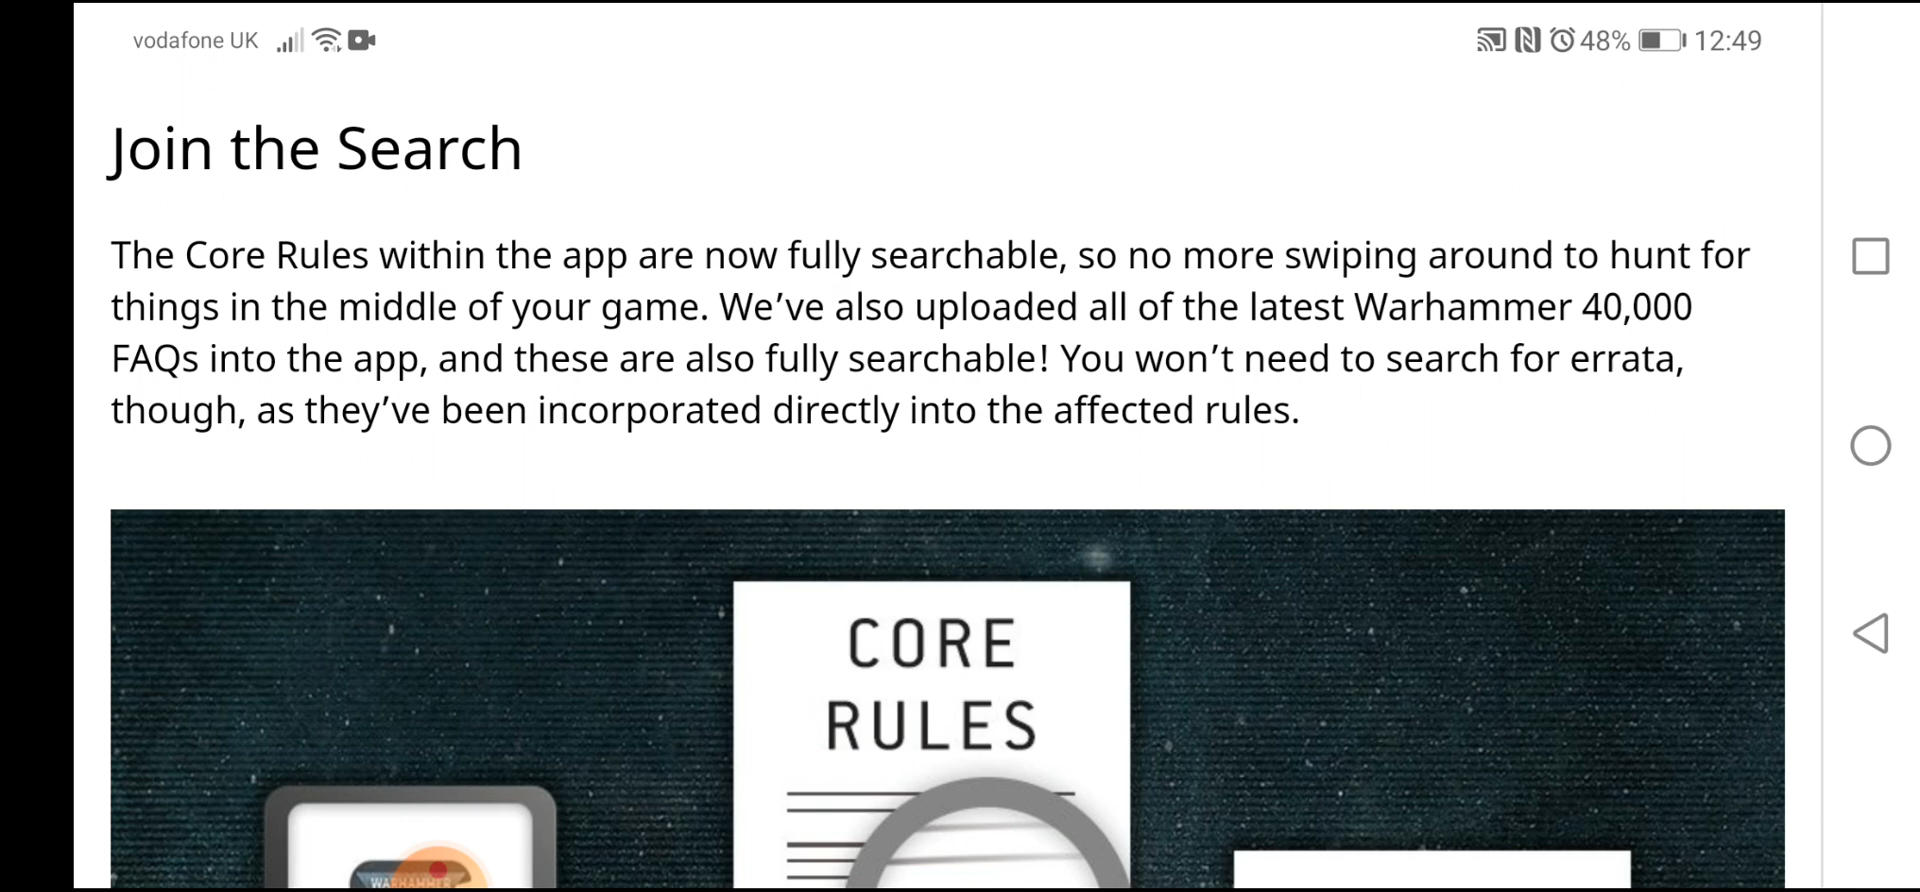 vodafone UK 48% 12:49
Join the Search
The Core Rules within the app are now fully searchable, so no more swiping around to hunt for
things in the middle of your game. We’ve also uploaded all of the latest Warhammer 40,000
FAQs into the app, and these are also fully searchable! You won’t need to search for errata,
though, as they’ve been incorporated directly into the affected rules.
CORE
RULES
WARHAMMER